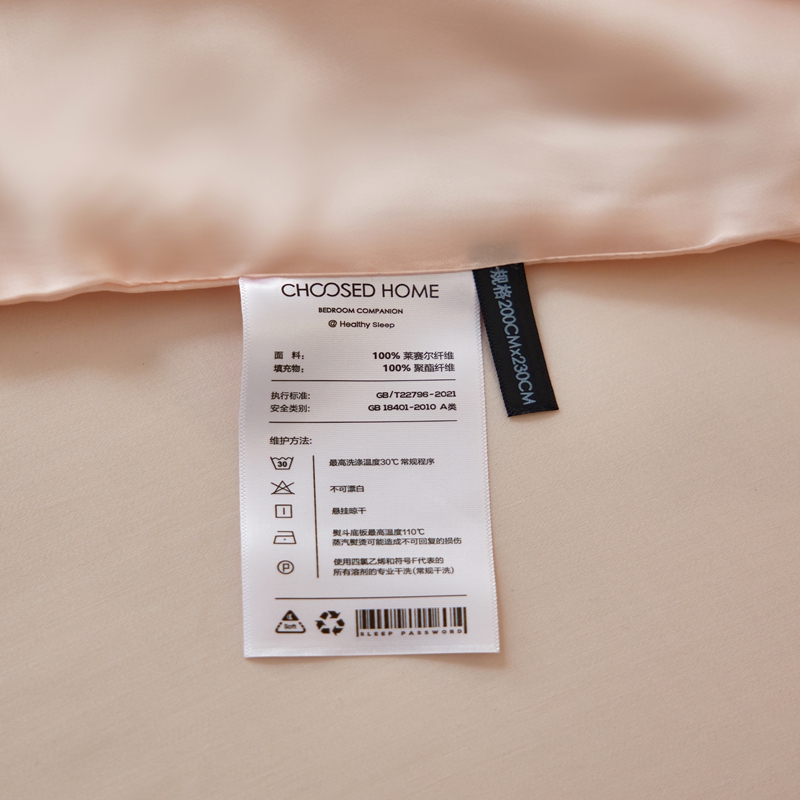 CHOOSED HOME
BEDROOM COMPANION
@ Healthy Sleep
面 料: 100% 莱赛尔纤维
填充物: 100% 聚酯纤维
执行标准: GB/T22796-2021
安全类别: GB 18401-2010 A类
维护方法:
30 最高洗涤温度30℃ 常规程序
不可漂白
悬挂晾干
熨斗底板最高温度110℃
蒸汽熨烫可能造成不可回复的损伤
P 使用四氯乙烯和符号F代表的
所有溶剂的专业干洗(常规干洗)
Soft
SLEEP PASSWORD
规格200CMx230CM